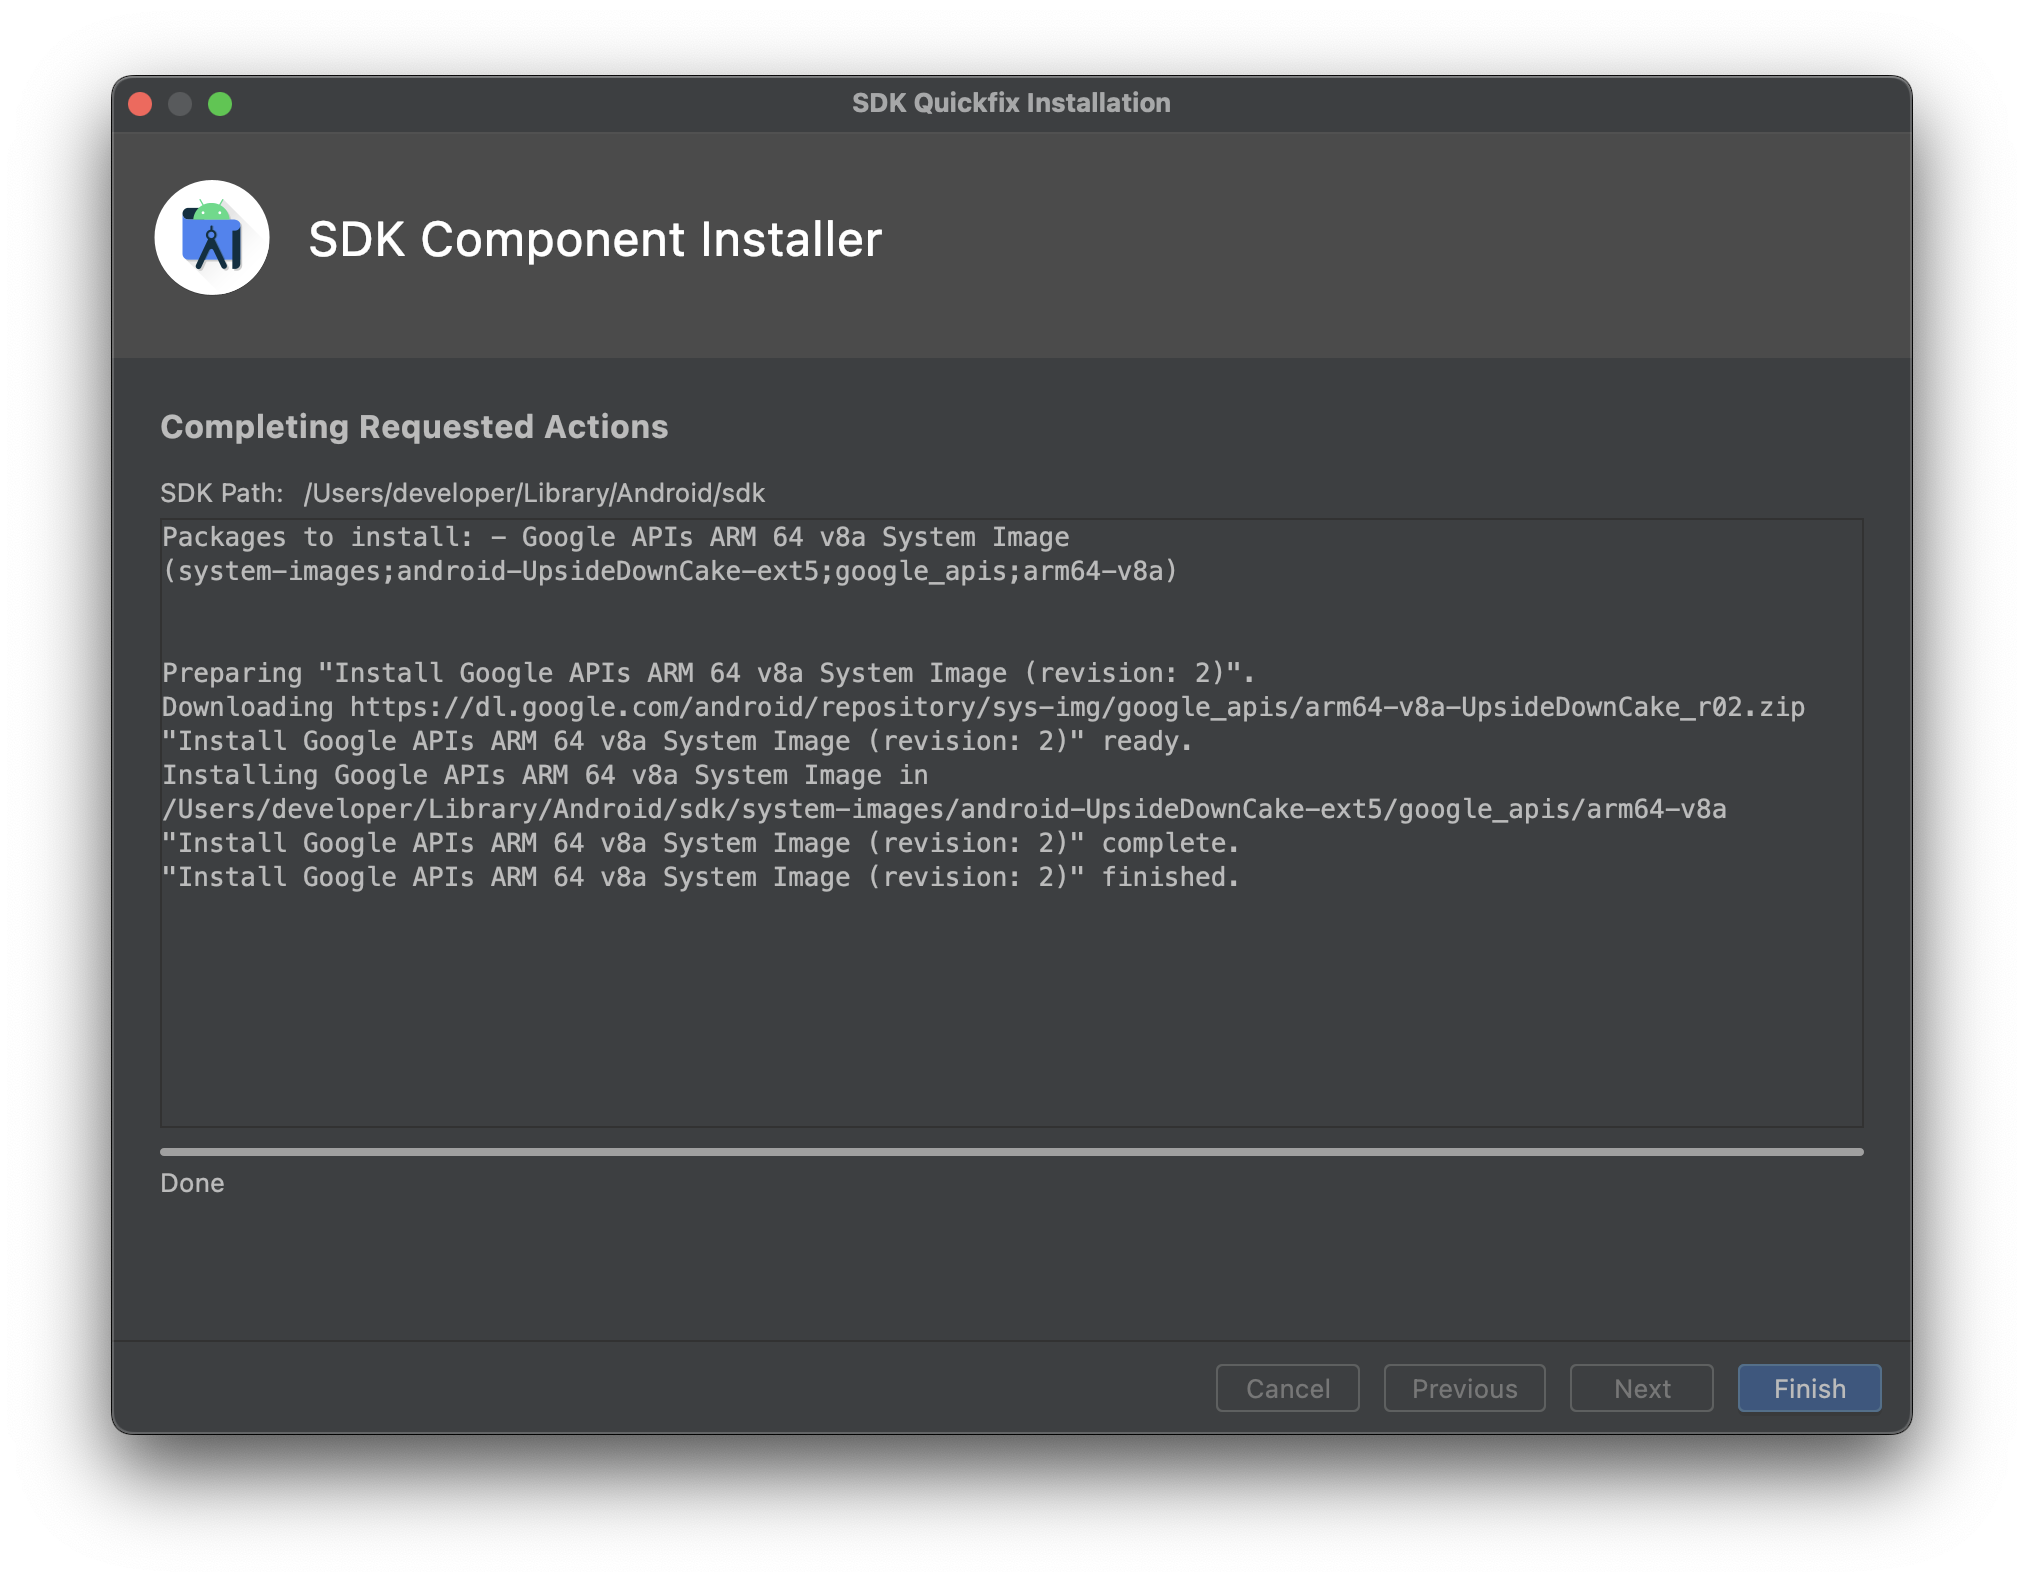 SDK Quickfix Installation
SDK Component Installer
Completing Requested Actions
SDK Path: /Users/developer/Library/Android/sdk
Packages to install: – Google APIs ARM 64 v8a System Image
(system-images;android-UpsideDownCake-ext5;google_apis;arm64-v8a)
Preparing "Install Google APIs ARM 64 v8a System Image (revision: 2)".
Downloading https://dl.google.com/android/repository/sys-img/google_apis/arm64-v8a-UpsideDownCake_r02.zip
"Install Google APIs ARM 64 v8a System Image (revision: 2)" ready.
Installing Google APIs ARM 64 v8a System Image in
/Users/developer/Library/Android/sdk/system-images/android-UpsideDownCake-ext5/google_apis/arm64-v8a
"Install Google APIs ARM 64 v8a System Image (revision: 2)" complete.
"Install Google APIs ARM 64 v8a System Image (revision: 2)" finished.
Done
Cancel Previous Next Finish